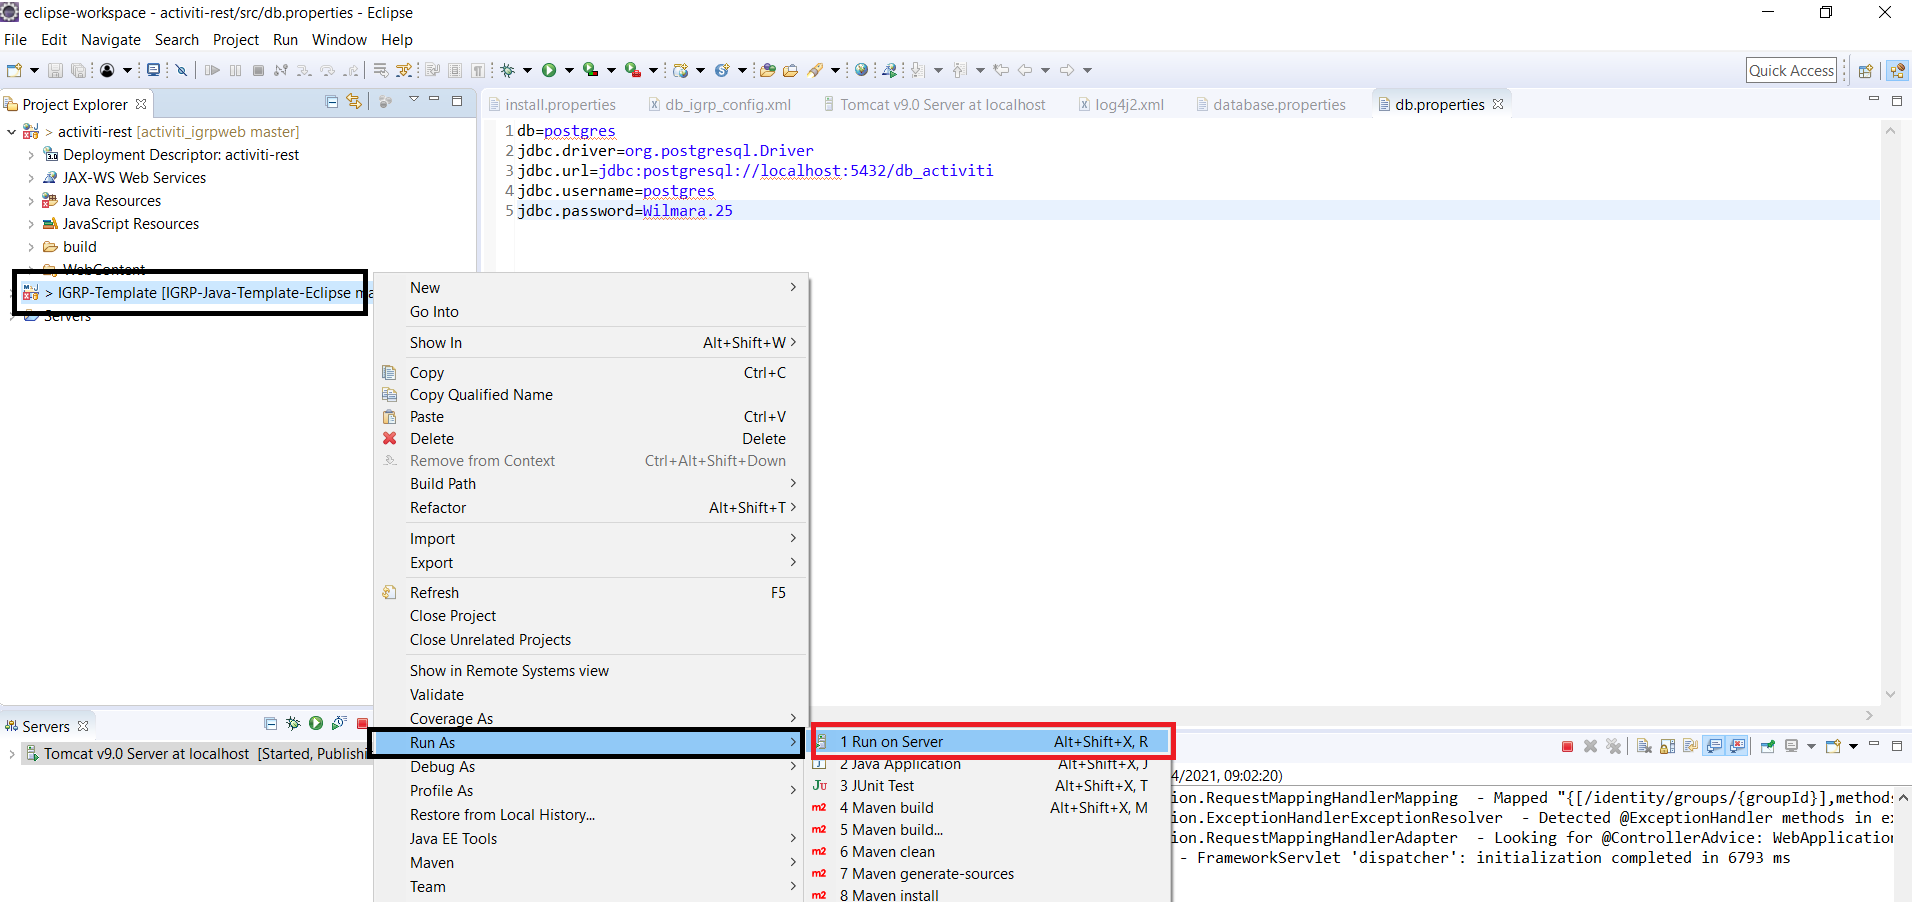 eclipse-workspace - activiti-rest/src/db.properties - Eclipse
File Edit Navigate Search Project Run Window Help
Quick Access
Project Explorer
install.properties db_igrp_config.xml Tomcat v9.0 Server at localhost log4j2.xml database.properties db.properties
> activiti-rest [activiti_igrpweb master]
Deployment Descriptor: activiti-rest
JAX-WS Web Services
Java Resources
JavaScript Resources
build
WebContent
> IGRP-Template [IGRP-Java-Template-Eclipse ma
Servers
1 db=postgres
2 jdbc.driver=org.postgresql.Driver
3 jdbc.url=jdbc:postgresql://localhost:5432/db_activiti
4 jdbc.username=postgres
5 jdbc.password=Wilmara.25
New
Go Into
Show In Alt+Shift+W
Copy Ctrl+C
Copy Qualified Name
Paste Ctrl+V
Delete Delete
Remove from Context Ctrl+Alt+Shift+Down
Build Path
Refactor Alt+Shift+T
Import
Export
Refresh F5
Close Project
Close Unrelated Projects
Show in Remote Systems view
Validate
Coverage As
Run As
Debug As
Profile As
Restore from Local History...
Java EE Tools
Maven
Team
1 Run on Server Alt+Shift+X, R
2 Java Application Alt+Shift+X, J
3 JUnit Test Alt+Shift+X, T
4 Maven build Alt+Shift+X, M
5 Maven build...
6 Maven clean
7 Maven generate-sources
8 Maven install
Servers
Tomcat v9.0 Server at localhost [Started, Publishi
4/2021, 09:02:20)
ion.RequestMappingHandlerMapping - Mapped "{[/identity/groups/{groupId}],methods
ion.ExceptionHandlerExceptionResolver - Detected @ExceptionHandler methods in ex
ion.RequestMappingHandlerAdapter - Looking for @ControllerAdvice: WebApplication
- FrameworkServlet 'dispatcher': initialization completed in 6793 ms